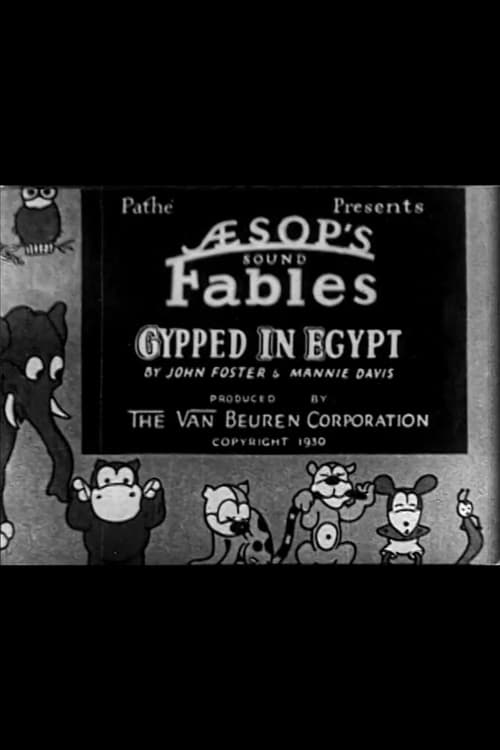 Pathé Presents
ÆSOP'S
SOUND
Fables
GYPPED IN EGYPT
BY JOHN FOSTER & MANNIE DAVIS
PRODUCED BY
THE VAN BEUREN CORPORATION
COPYRIGHT 1930